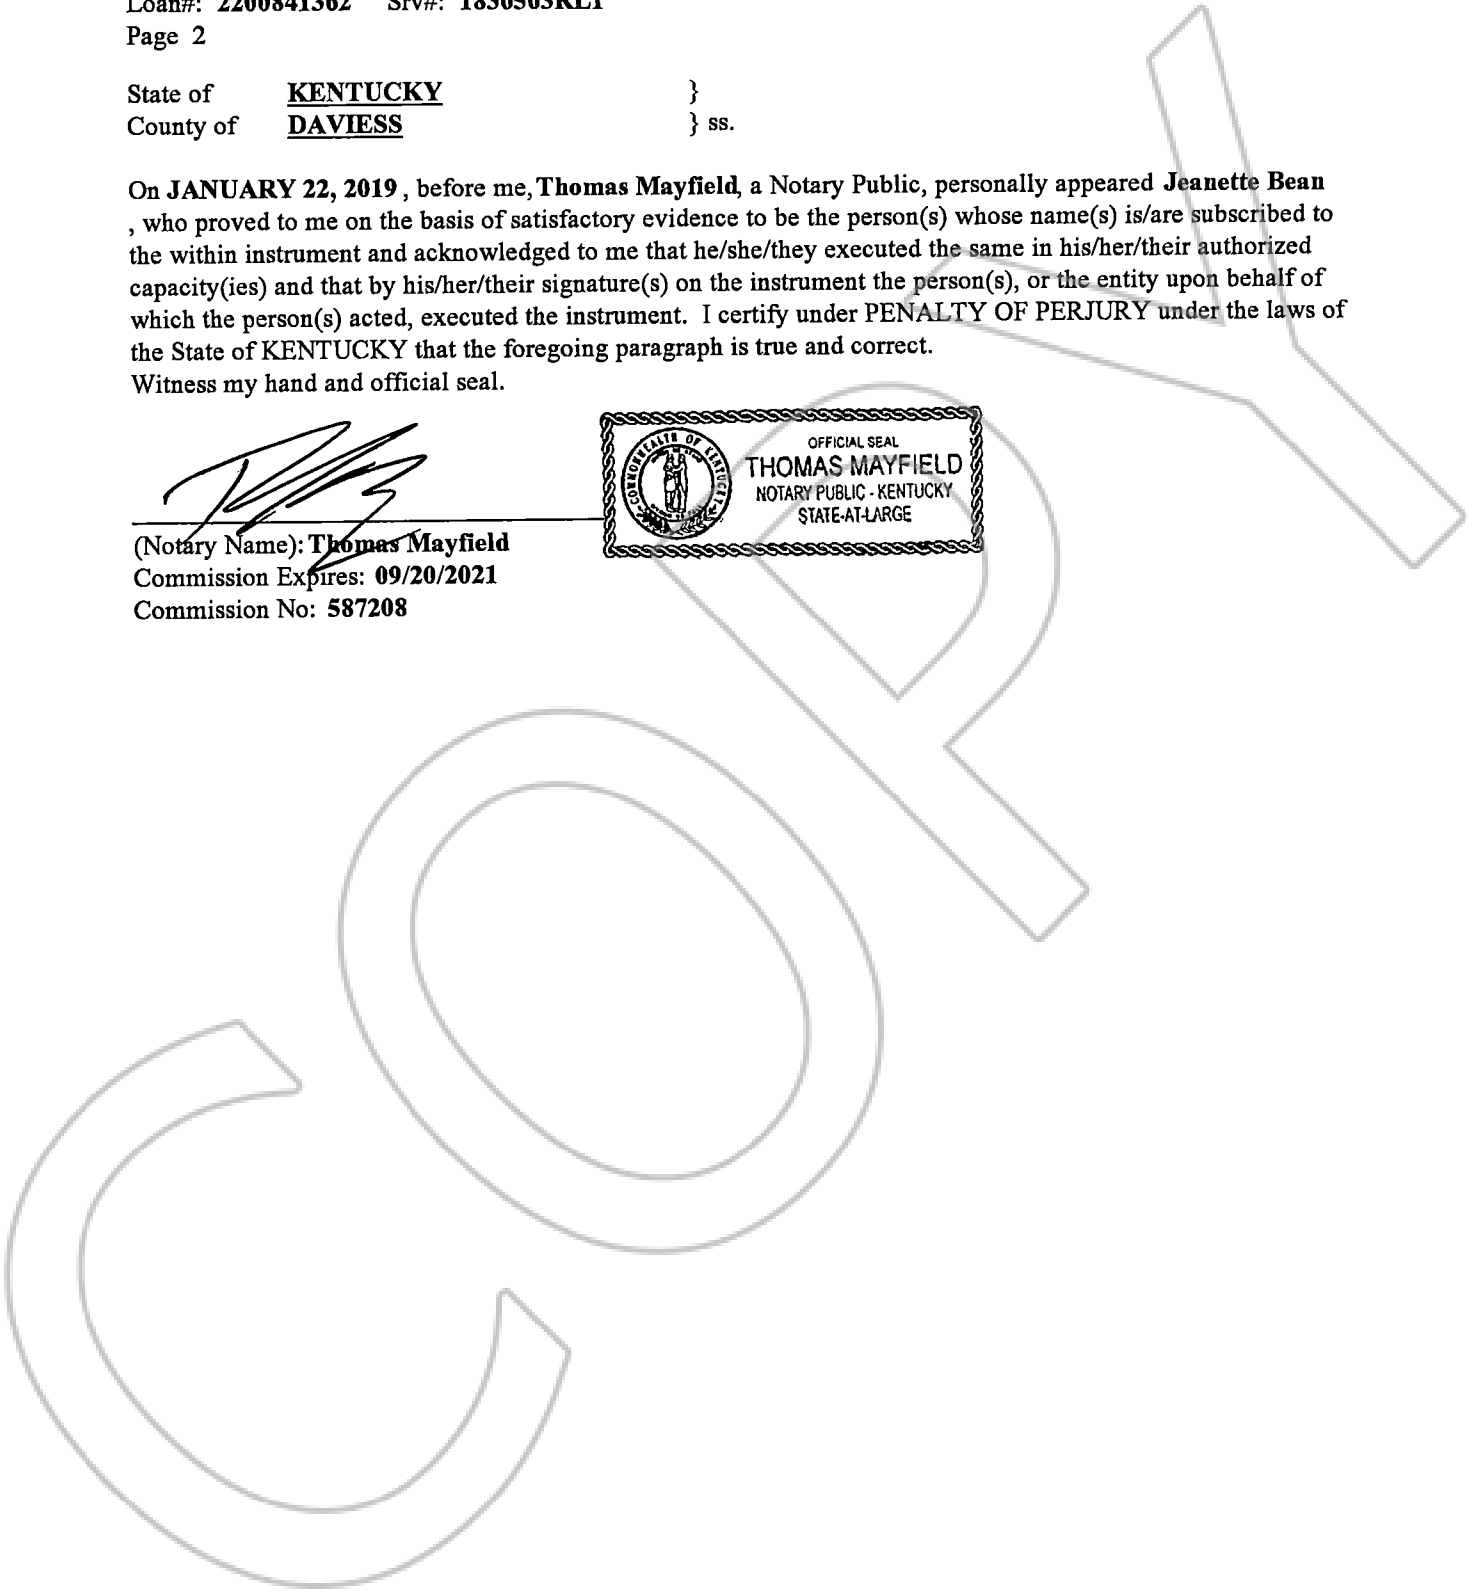 Loan#: 2200841362 Srv#: 1836503REL1
Page 2
State of KENTUCKY }
County of DAVIESS } ss.
On JANUARY 22, 2019 , before me, Thomas Mayfield, a Notary Public, personally appeared Jeanette Bean
, who proved to me on the basis of satisfactory evidence to be the person(s) whose name(s) is/are subscribed to
the within instrument and acknowledged to me that he/she/they executed the same in his/her/their authorized
capacity(ies) and that by his/her/their signature(s) on the instrument the person(s), or the entity upon behalf of
which the person(s) acted, executed the instrument. I certify under PENALTY OF PERJURY under the laws of
the State of KENTUCKY that the foregoing paragraph is true and correct.
Witness my hand and official seal.
COMMONWEALTH OF KENTUCKY
OFFICIAL SEAL
THOMAS MAYFIELD
NOTARY PUBLIC - KENTUCKY
STATE-AT-LARGE
(Notary Name): Thomas Mayfield
Commission Expires: 09/20/2021
Commission No: 587208
COPY